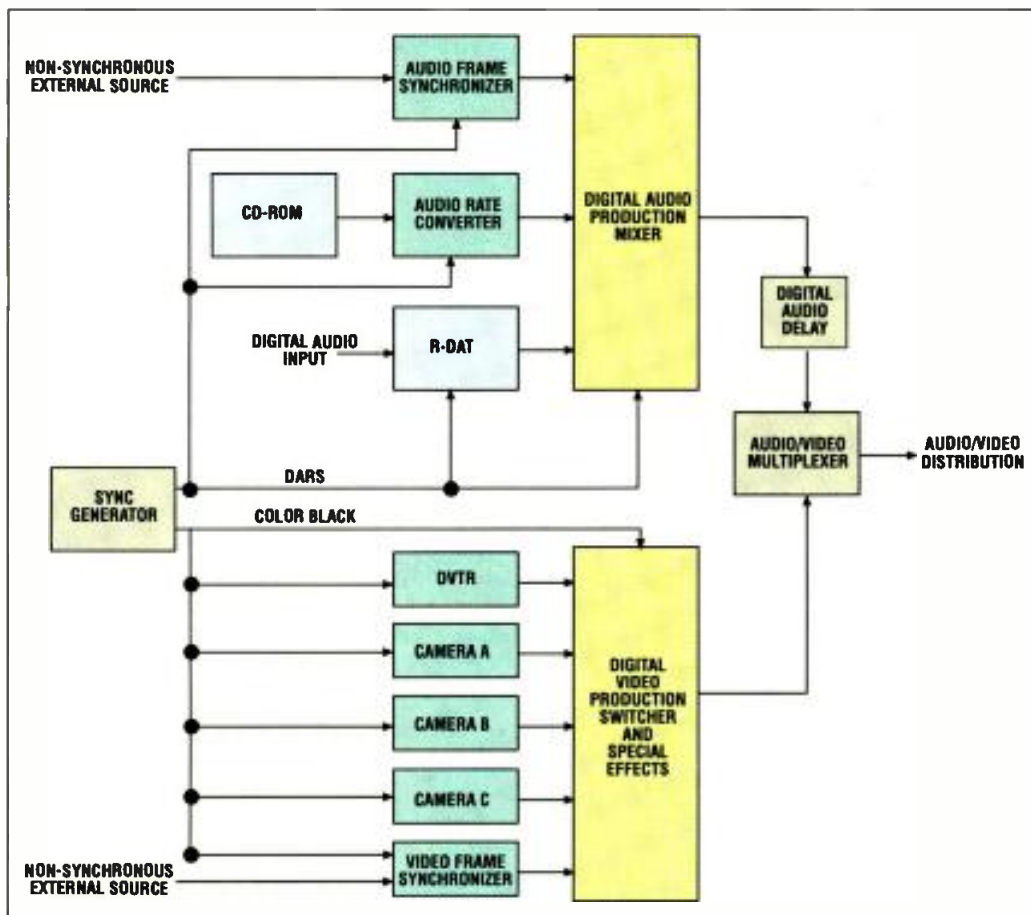 NON-SYNCHRONOUS
EXTERNAL SOURCE
AUDIO FRAME
SYNCHRONIZER
CD-ROM
AUDIO RATE
CONVERTER
DIGITAL AUDIO
PRODUCTION
MIXER
DIGITAL AUDIO
INPUT
R-DAT
DIGITAL
AUDIO
DELAY
AUDIO/VIDEO
MULTIPLEXER
AUDIO/VIDEO
DISTRIBUTION
SYNC
GENERATOR
DARS
COLOR BLACK
DVTR
CAMERA A
CAMERA B
CAMERA C
VIDEO FRAME
SYNCHRONIZER
DIGITAL
VIDEO
PRODUCTION
SWITCHER
AND
SPECIAL
EFFECTS
NON-SYNCHRONOUS
EXTERNAL SOURCE